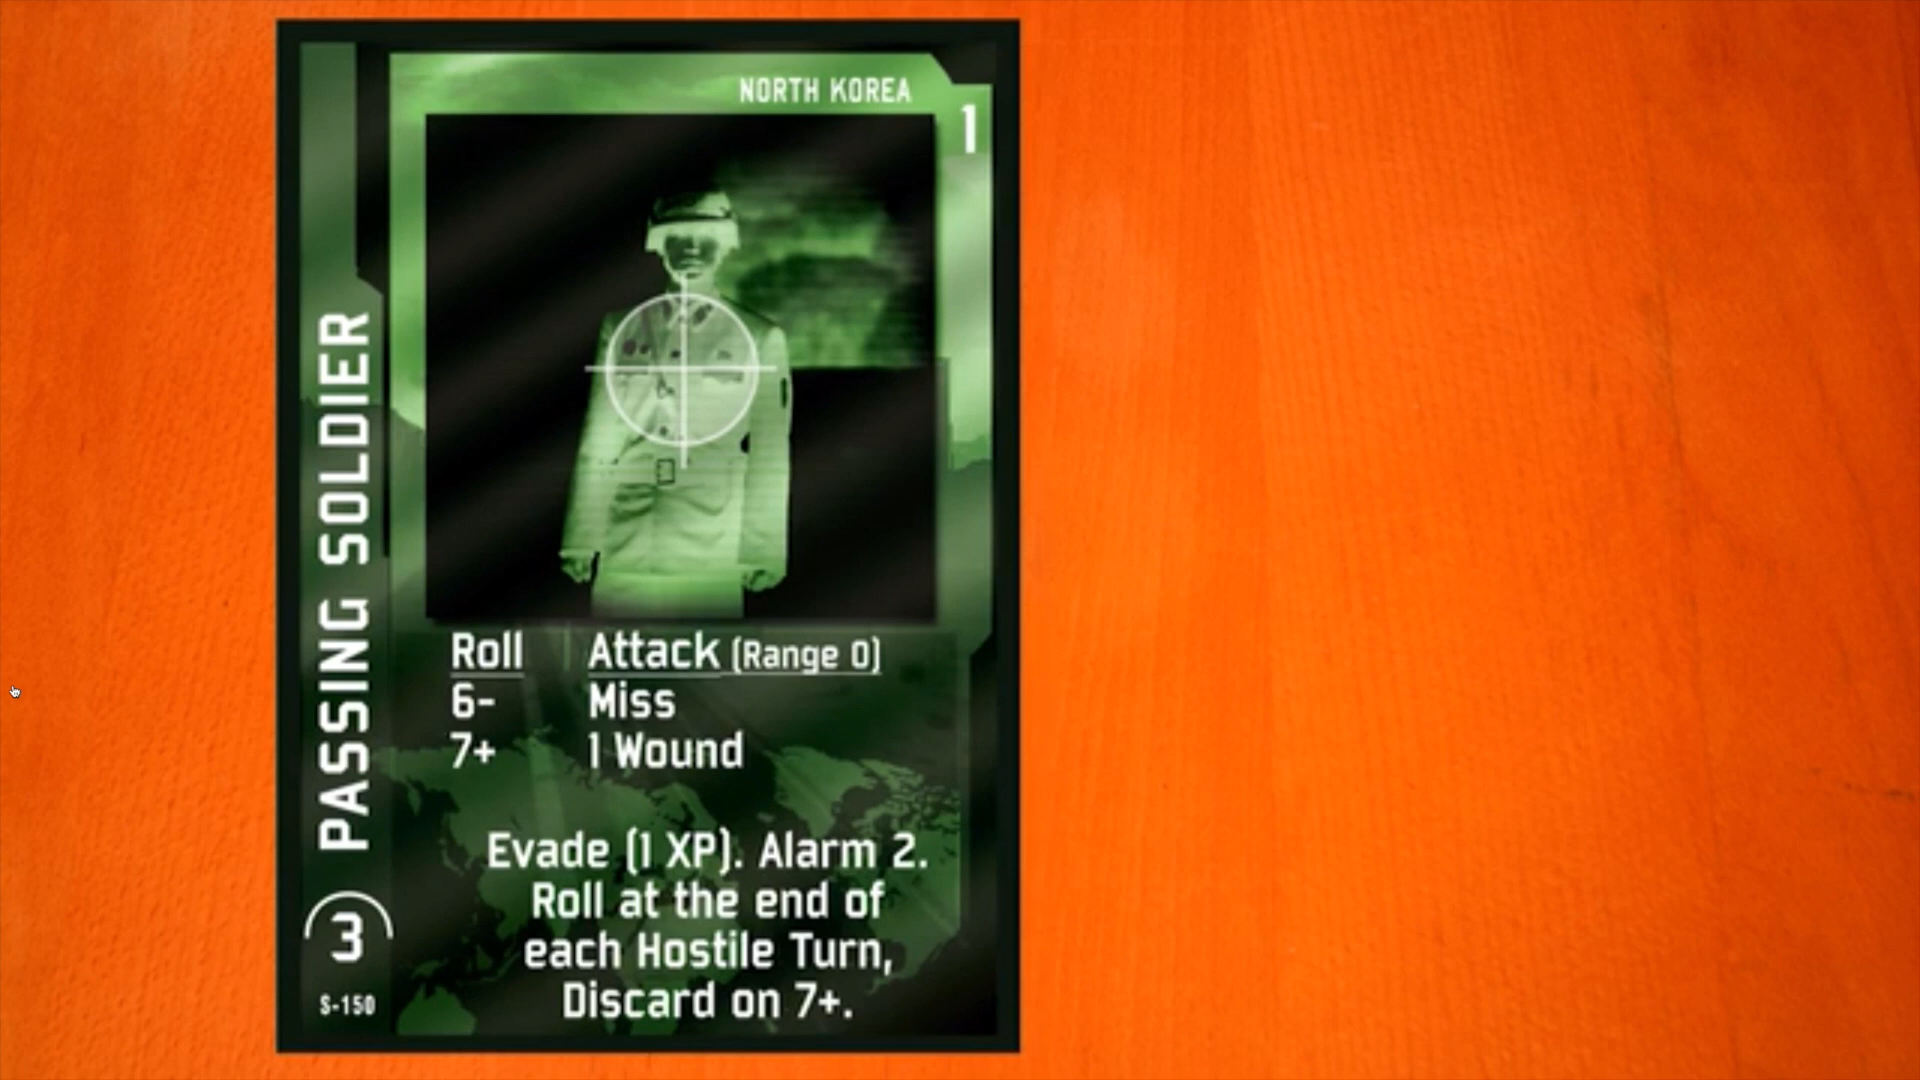 NORTH KOREA
1
PASSING SOLDIER
Roll Attack (Range 0)
6- Miss
7+ 1 Wound
Evade (1 XP). Alarm 2.
Roll at the end of
each Hostile Turn,
Discard on 7+.
3
S-150